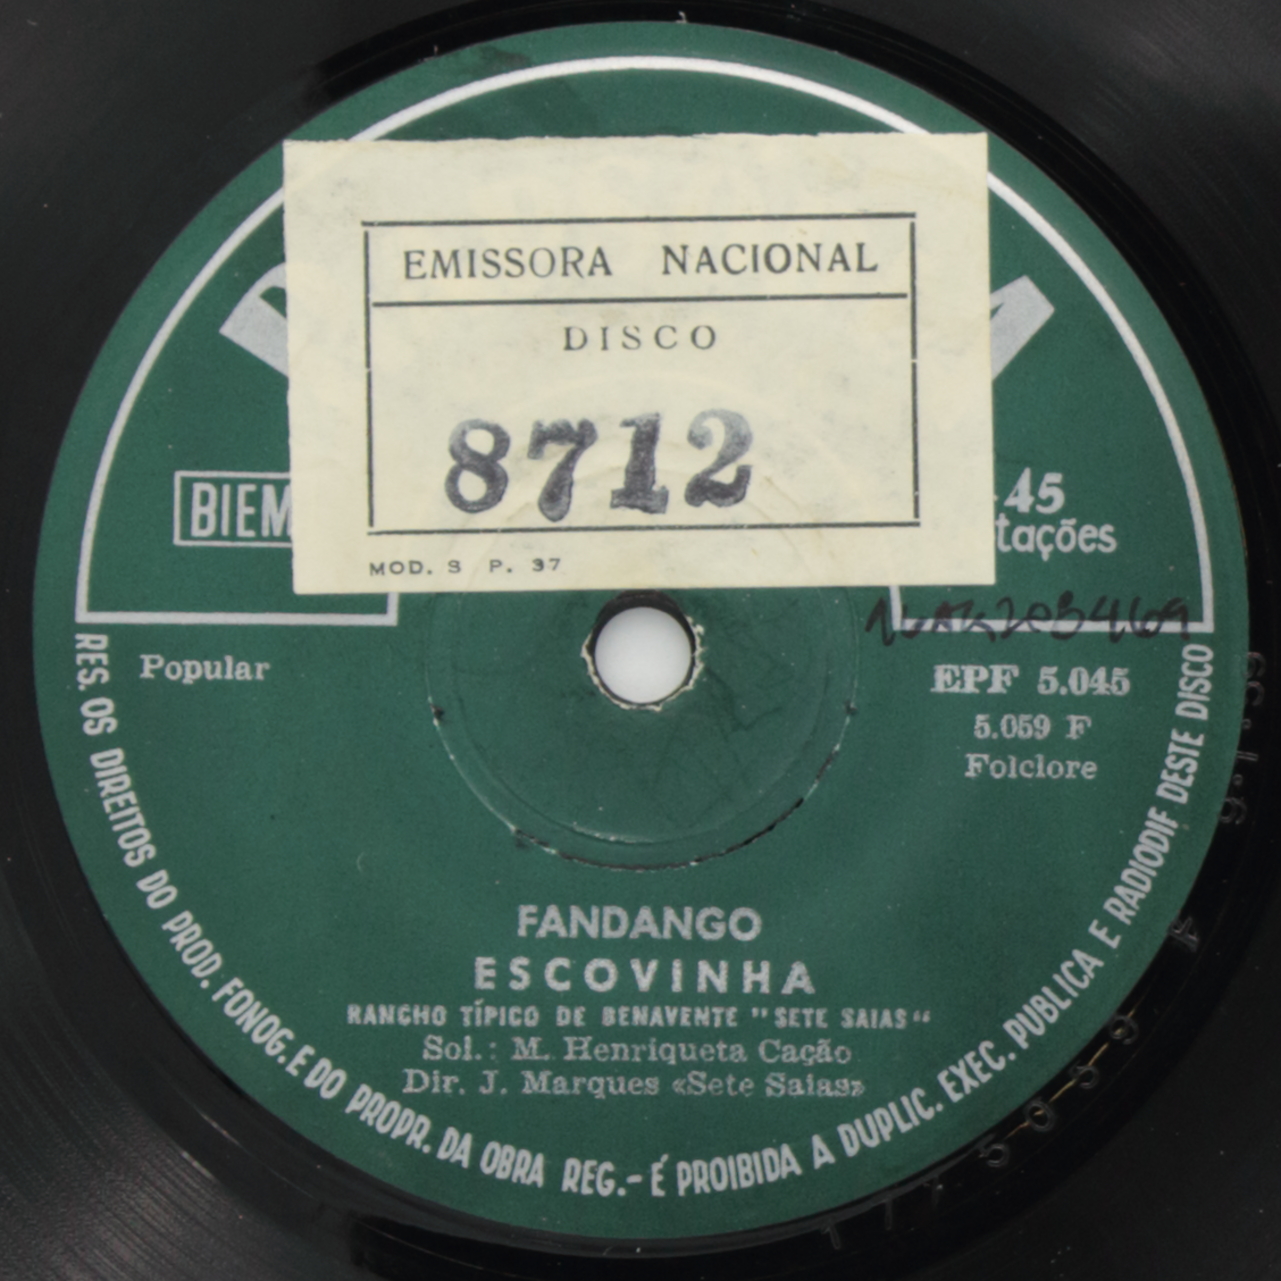 EMISSORA NACIONAL
DISCO
8712
MOD. S P. 37
BIEM
45
tações
Popular
EPF 5.045
5.059 F
Folclore
FANDANGO
ESCOVINHA
RANCHO TÍPICO DE BENAVENTE "SETE SAIAS"
Sol.: M. Henriqueta Cação
Dir. J. Marques «Sete Saias»
RES. OS DIREITOS DO PROD. FONOG. E DO PROPR. DA OBRA REG.- É PROIBIDA A DUPLIC. EXEC. PUBLICA E RADIODIF DESTE DISCO